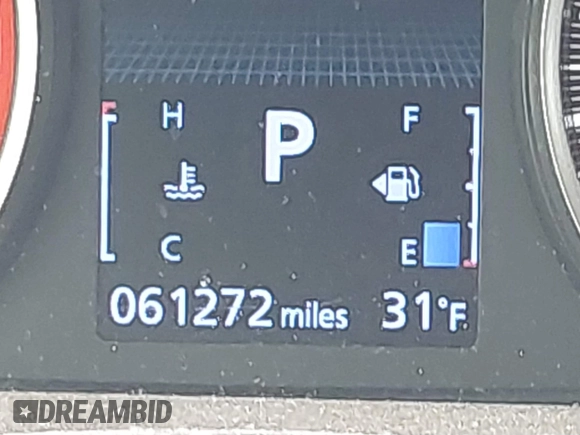 H P F
C E
061272 miles 31°F
DREAMBID